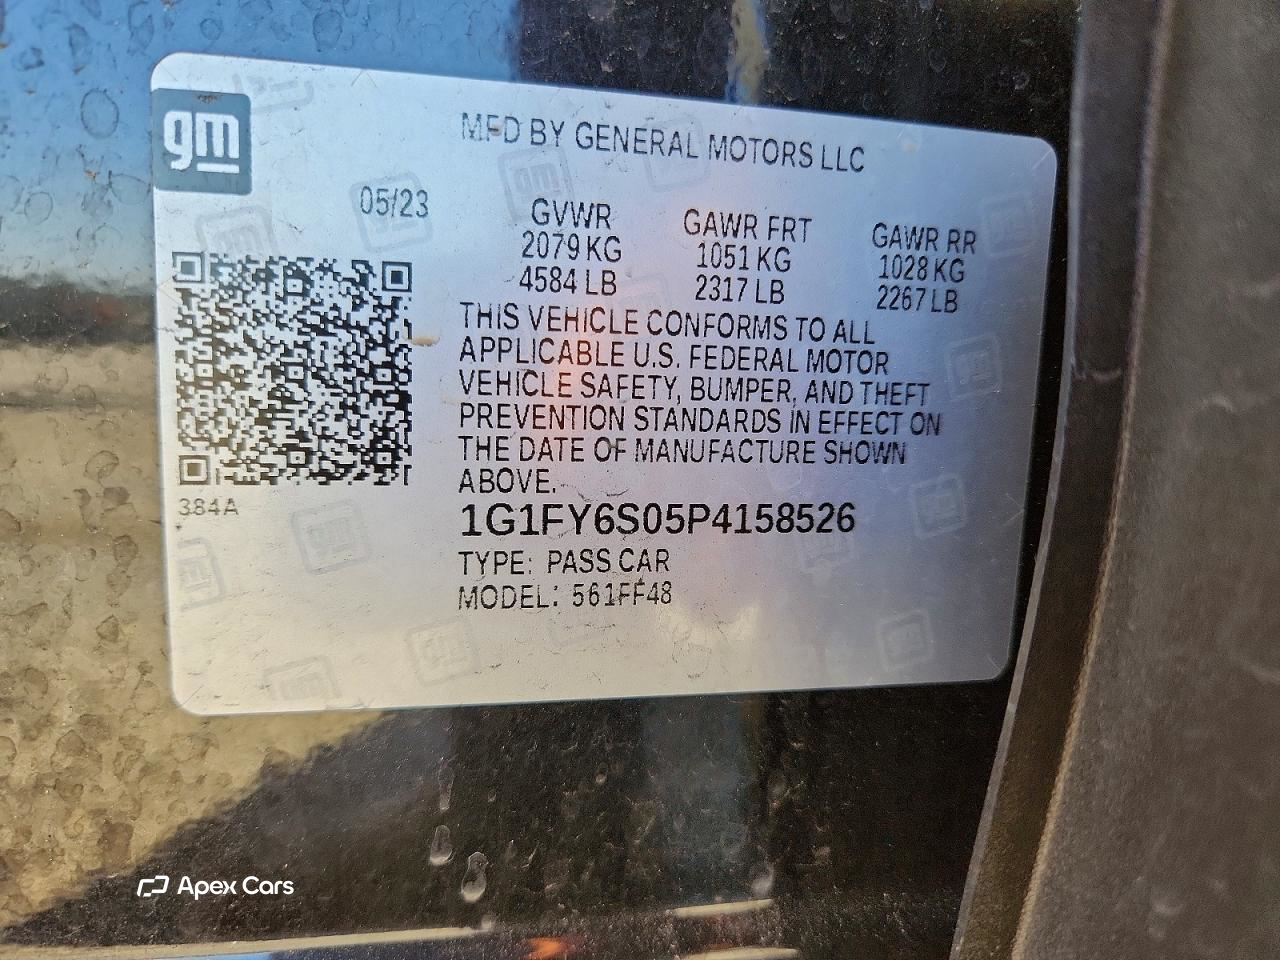 gm
MFD BY GENERAL MOTORS LLC
05/23
GVWR GAWR FRT GAWR RR
2079 KG 1051 KG 1028 KG
4584 LB 2317 LB 2267 LB
THIS VEHICLE CONFORMS TO ALL
APPLICABLE U.S. FEDERAL MOTOR
VEHICLE SAFETY, BUMPER, AND THEFT
PREVENTION STANDARDS IN EFFECT ON
THE DATE OF MANUFACTURE SHOWN
ABOVE.
384A
1G1FY6S05P4158526
TYPE: PASS CAR
MODEL: 561FF48
Apex Cars